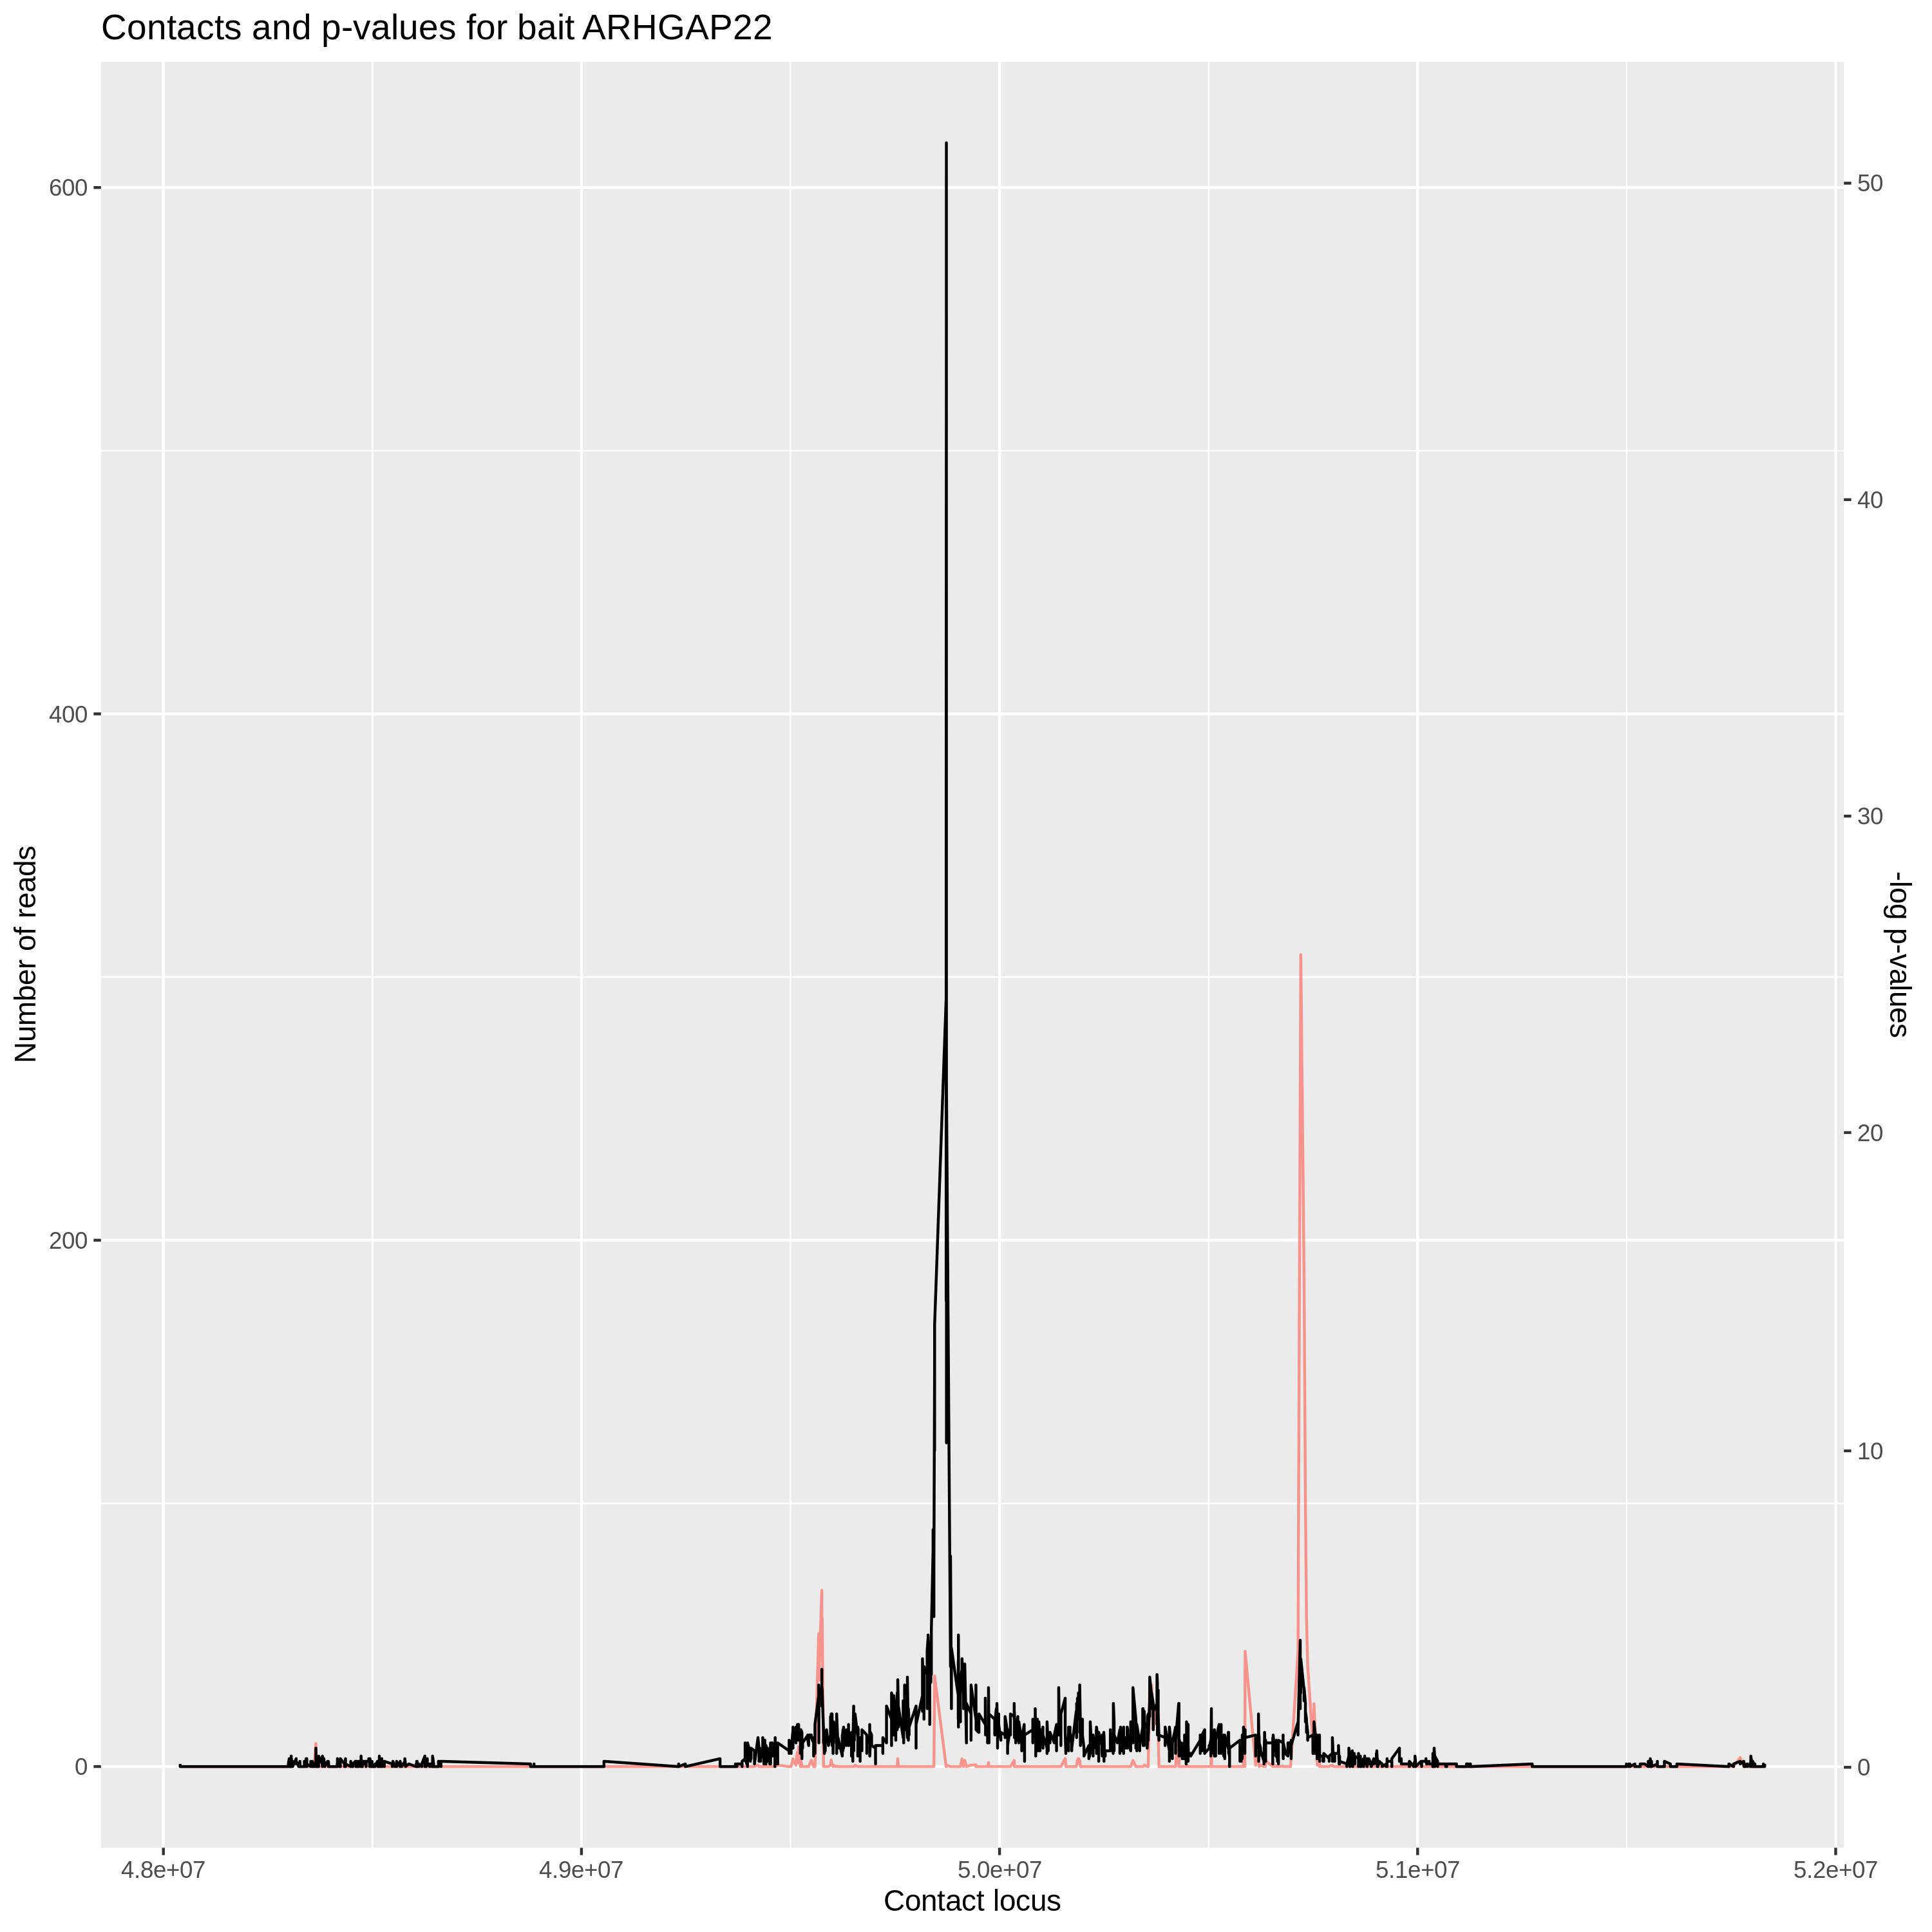 Contacts and p-values for bait ARHGAP22
600
400
200
0
Number of reads
50
40
30
20
10
0
-log p-values
4.8e+07
4.9e+07
5.0e+07
5.1e+07
5.2e+07
Contact locus